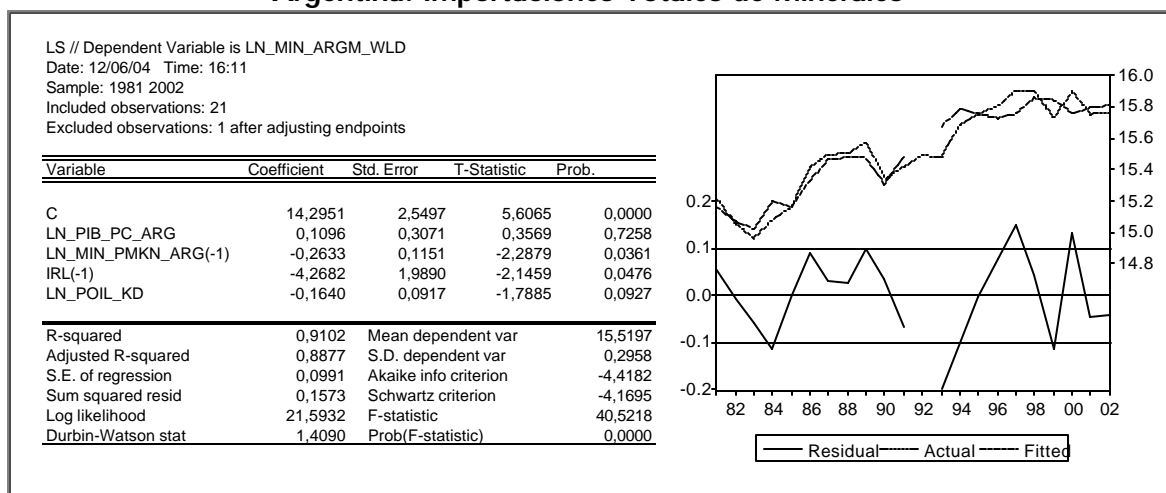 Argentina: Importaciones Totales de Minerales
LS // Dependent Variable is LN_MIN_ARGM_WLD
Date: 12/06/04 Time: 16:11
Sample: 1981 2002
Included observations: 21
Excluded observations: 1 after adjusting endpoints
Variable Coefficient Std. Error T-Statistic Prob.
C 14,2951 2,5497 5,6065 0,0000
LN_PIB_PC_ARG 0,1096 0,3071 0,3569 0,7258
LN_MIN_PMKN_ARG(-1) -0,2633 0,1151 -2,2879 0,0361
IRL(-1) -4,2682 1,9890 -2,1459 0,0476
LN_POIL_KD -0,1640 0,0917 -1,7885 0,0927
R-squared 0,9102 Mean dependent var 15,5197
Adjusted R-squared 0,8877 S.D. dependent var 0,2958
S.E. of regression 0,0991 Akaike info criterion -4,4182
Sum squared resid 0,1573 Schwartz criterion -4,1695
Log likelihood 21,5932 F-statistic 40,5218
Durbin-Watson stat 1,4090 Prob(F-statistic) 0,0000
16.0
15.8
15.6
15.4
15.2
15.0
14.8
0.2
0.1
0.0
-0.1
-0.2
82 84 86 88 90 92 94 96 98 00 02
Residual Actual Fitted